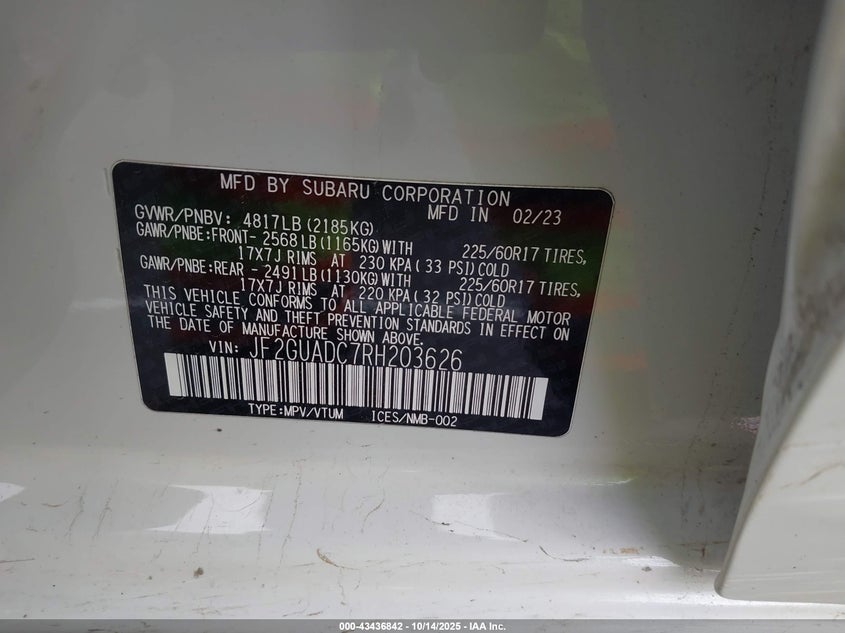 MFD BY SUBARU CORPORATION
MFD IN 02/23
GVWR/PNBV: 4817LB (2185KG)
GAWR/PNBE:FRONT- 2568LB (1165KG) WITH 225/60R17 TIRES,
17X7J RIMS AT 230 KPA ( 33 PSI) COLD
GAWR/PNBE:REAR - 2491LB (1130KG) WITH 225/60R17 TIRES,
17X7J RIMS AT 220 KPA ( 32 PSI) COLD
THIS VEHICLE CONFORMS TO ALL APPLICABLE FEDERAL MOTOR
VEHICLE SAFETY AND THEFT PREVENTION STANDARDS IN EFFECT ON
THE DATE OF MANUFACTURE SHOWN ABOVE.
VIN: JF2GUADC7RH203626
TYPE:MPV/VTUM ICES/NMB-002
000-43436842 - 10/14/2025 - IAA Inc.